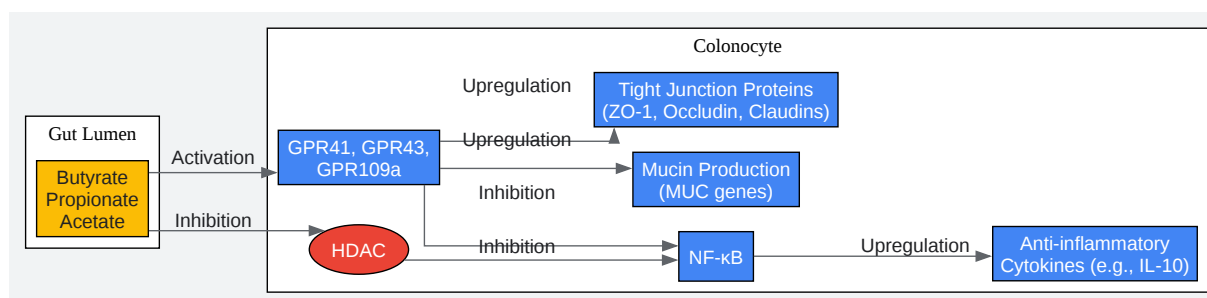 Colonocyte
Upregulation
Tight Junction Proteins
(ZO-1, Occludin, Claudins)
Gut Lumen
Activation
GPR41, GPR43,
GPR109a
Upregulation
Mucin Production
(MUC genes)
Butyrate
Propionate
Acetate
Inhibition
Inhibition
HDAC
Inhibition
NF-κB
Upregulation
Anti-inflammatory
Cytokines (e.g., IL-10)